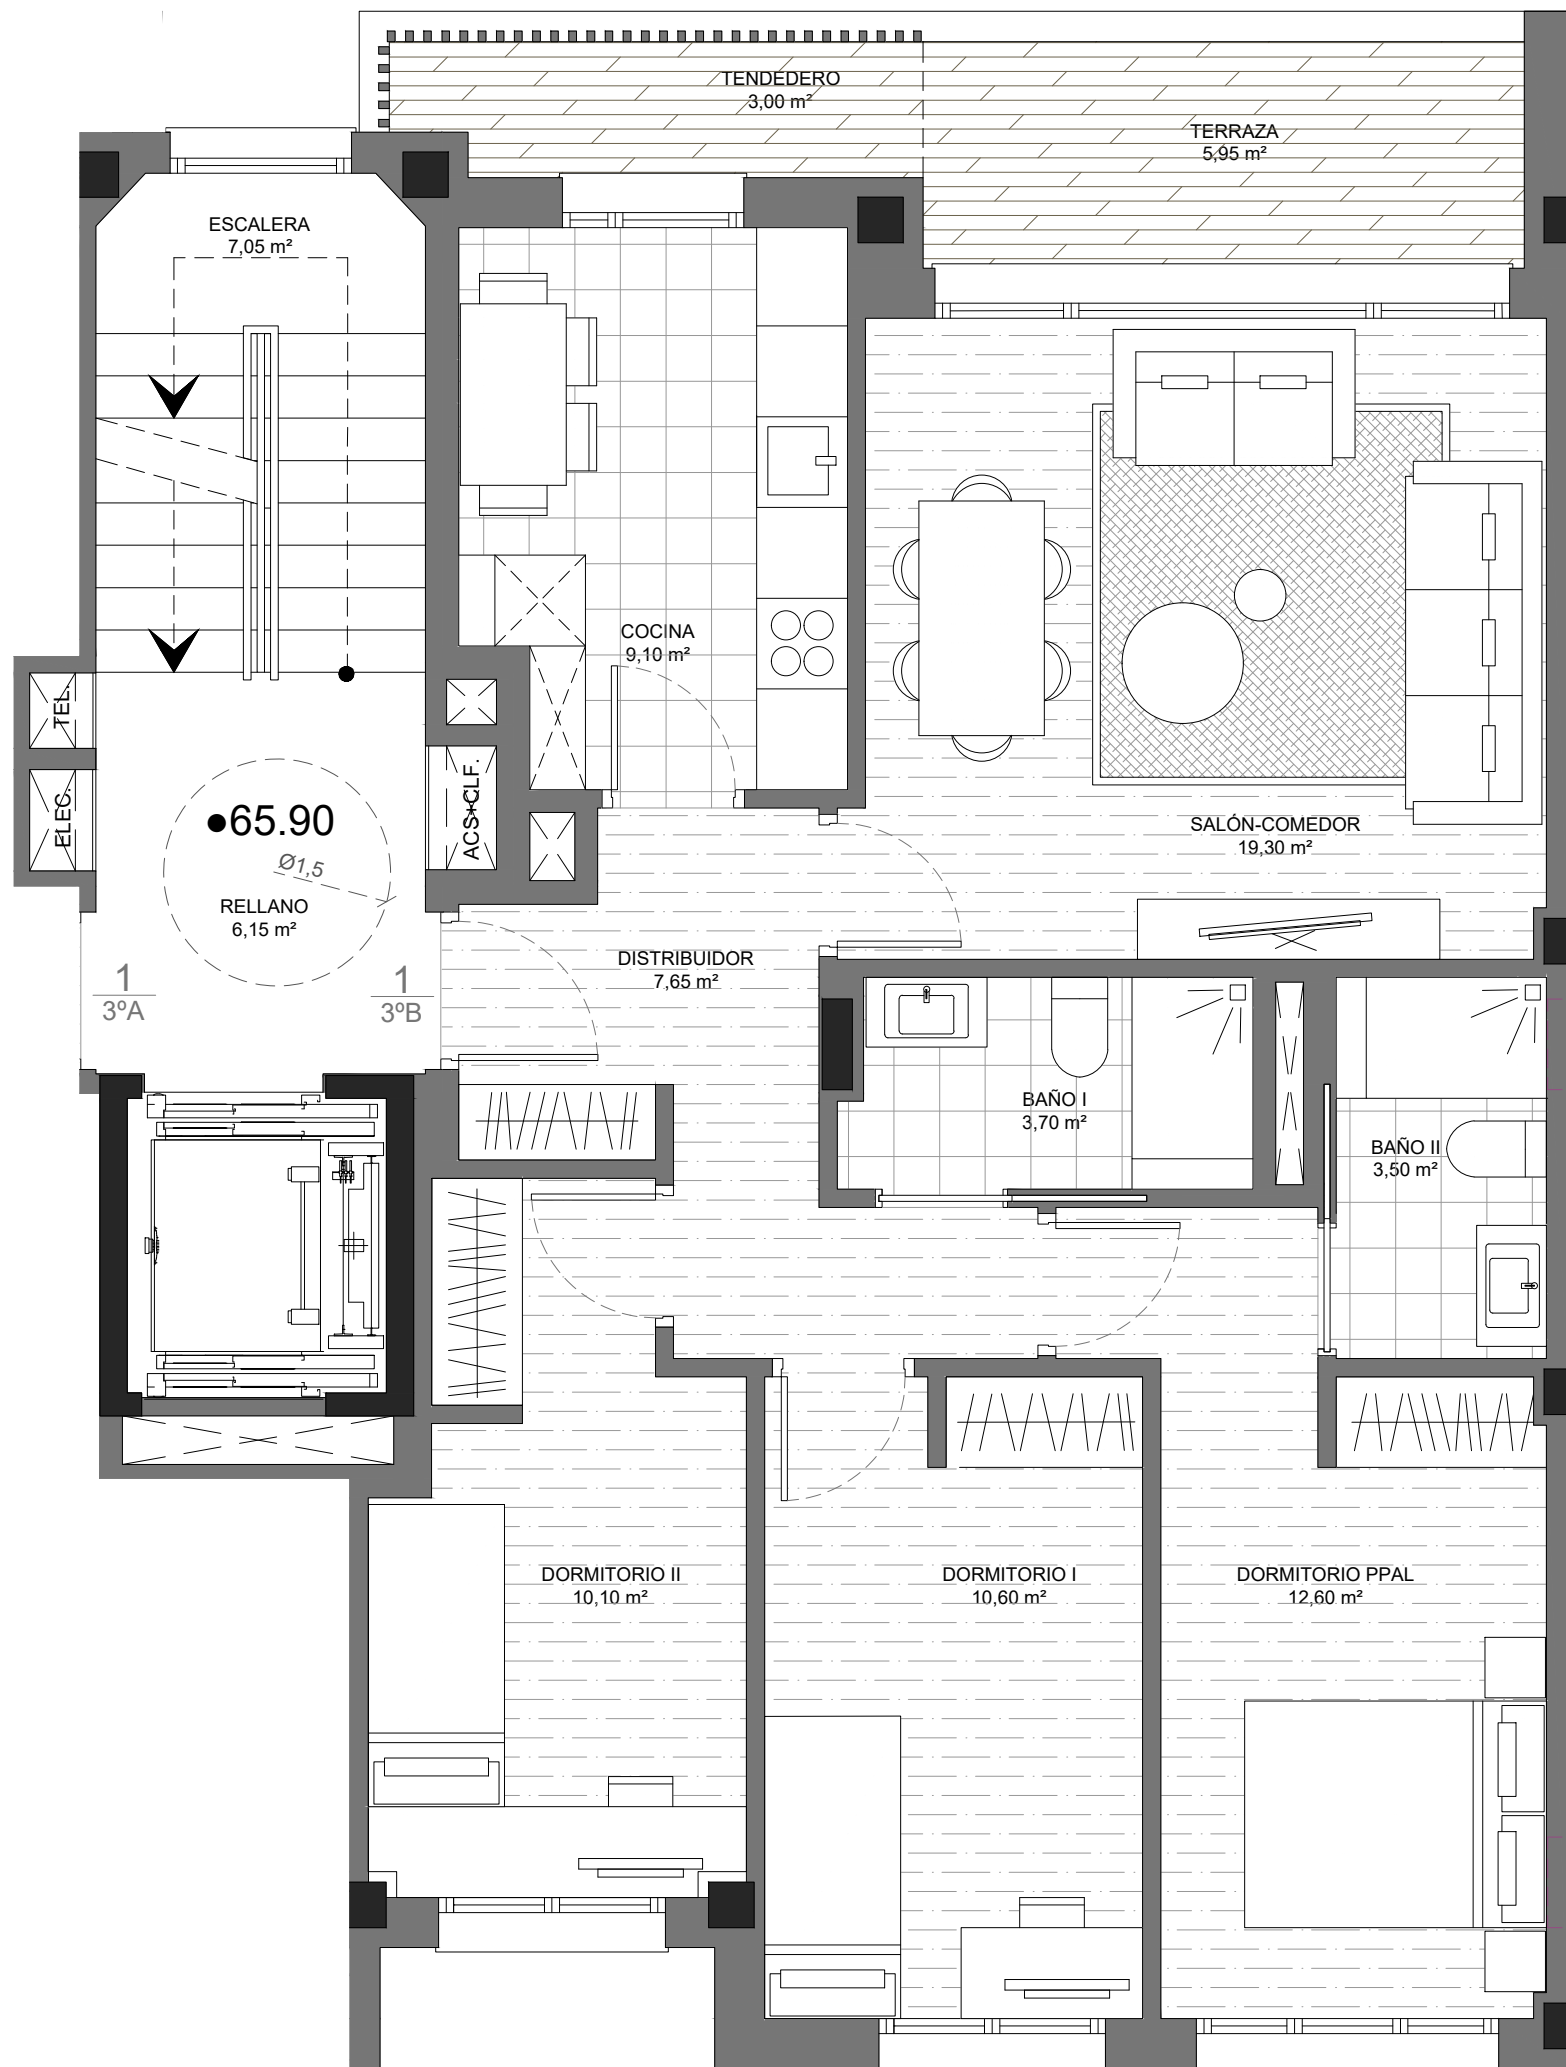 TENDEDERO
3,00 m²
TERRAZA
5,95 m²
ESCALERA
7,05 m²
COCINA
9,10 m²
TEL.
ELEC.
ACS+CLF.
●65.90
Ø1,5
RELLANO
6,15 m²
SALÓN-COMEDOR
19,30 m²
1
3ºA
1
3ºB
DISTRIBUIDOR
7,65 m²
BAÑO I
3,70 m²
BAÑO II
3,50 m²
DORMITORIO II
10,10 m²
DORMITORIO I
10,60 m²
DORMITORIO PPAL
12,60 m²